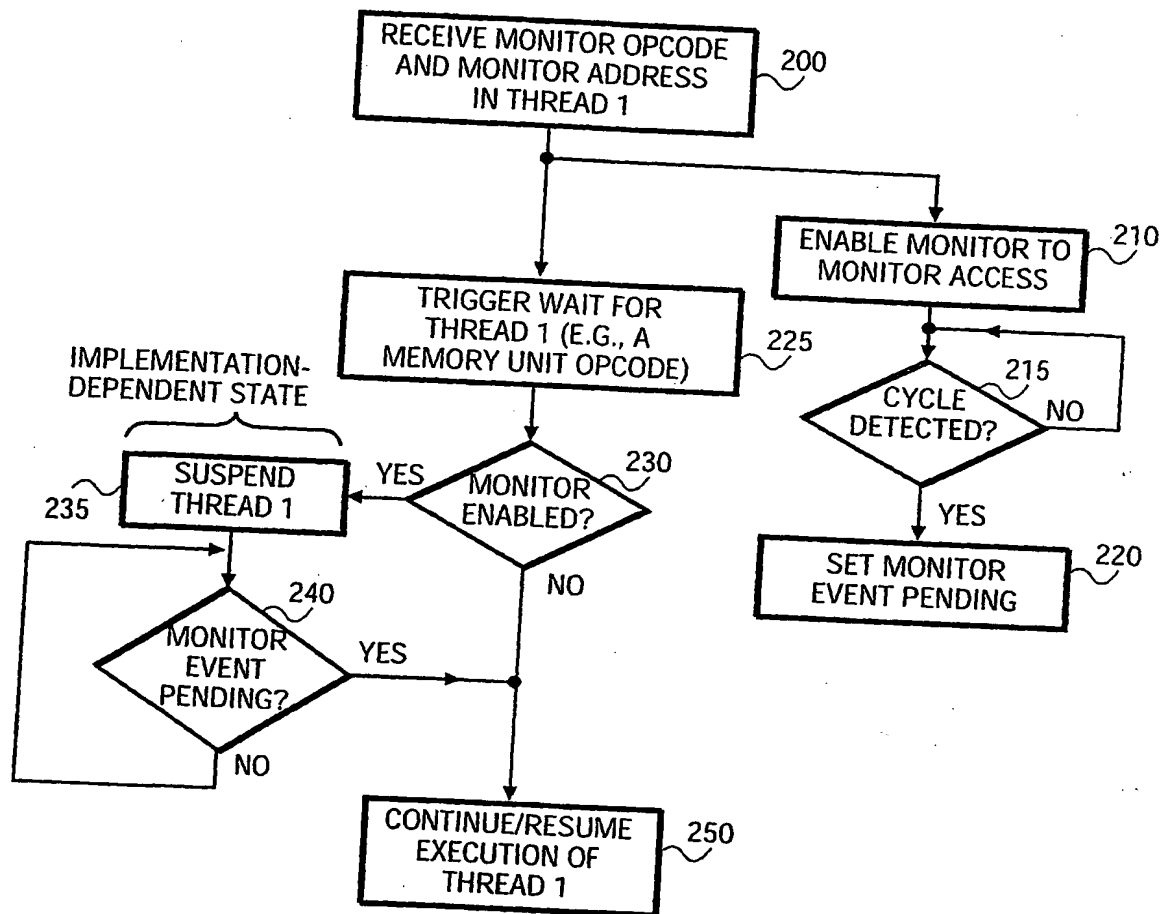 RECEIVE MONITOR OPCODE
AND MONITOR ADDRESS
IN THREAD 1
200
ENABLE MONITOR TO
MONITOR ACCESS
210
TRIGGER WAIT FOR
THREAD 1 (E.G., A
MEMORY UNIT OPCODE)
225
CYCLE
DETECTED?
215
NO
YES
SET MONITOR
EVENT PENDING
220
IMPLEMENTATION-
DEPENDENT STATE
SUSPEND
THREAD 1
235
YES
MONITOR
ENABLED?
230
NO
MONITOR
EVENT
PENDING?
240
YES
NO
CONTINUE/RESUME
EXECUTION OF
THREAD 1
250